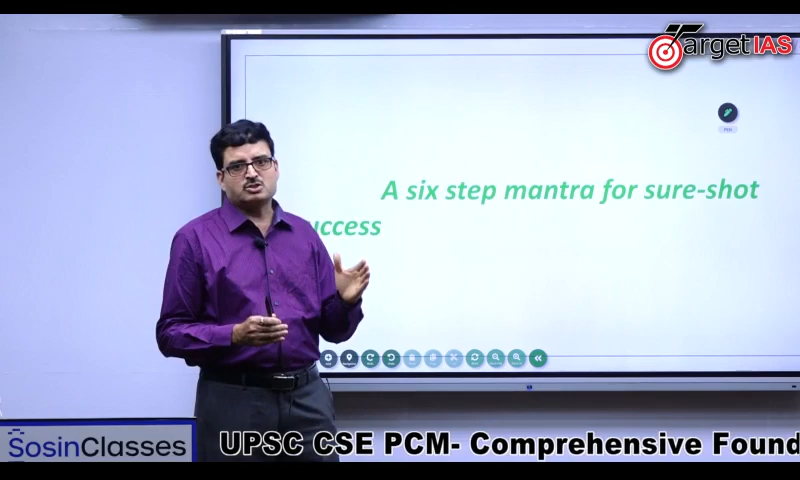 TargetIAS
A six step mantra for sure-shot
uccess
SosinClasses
UPSC CSE PCM- Comprehensive Found